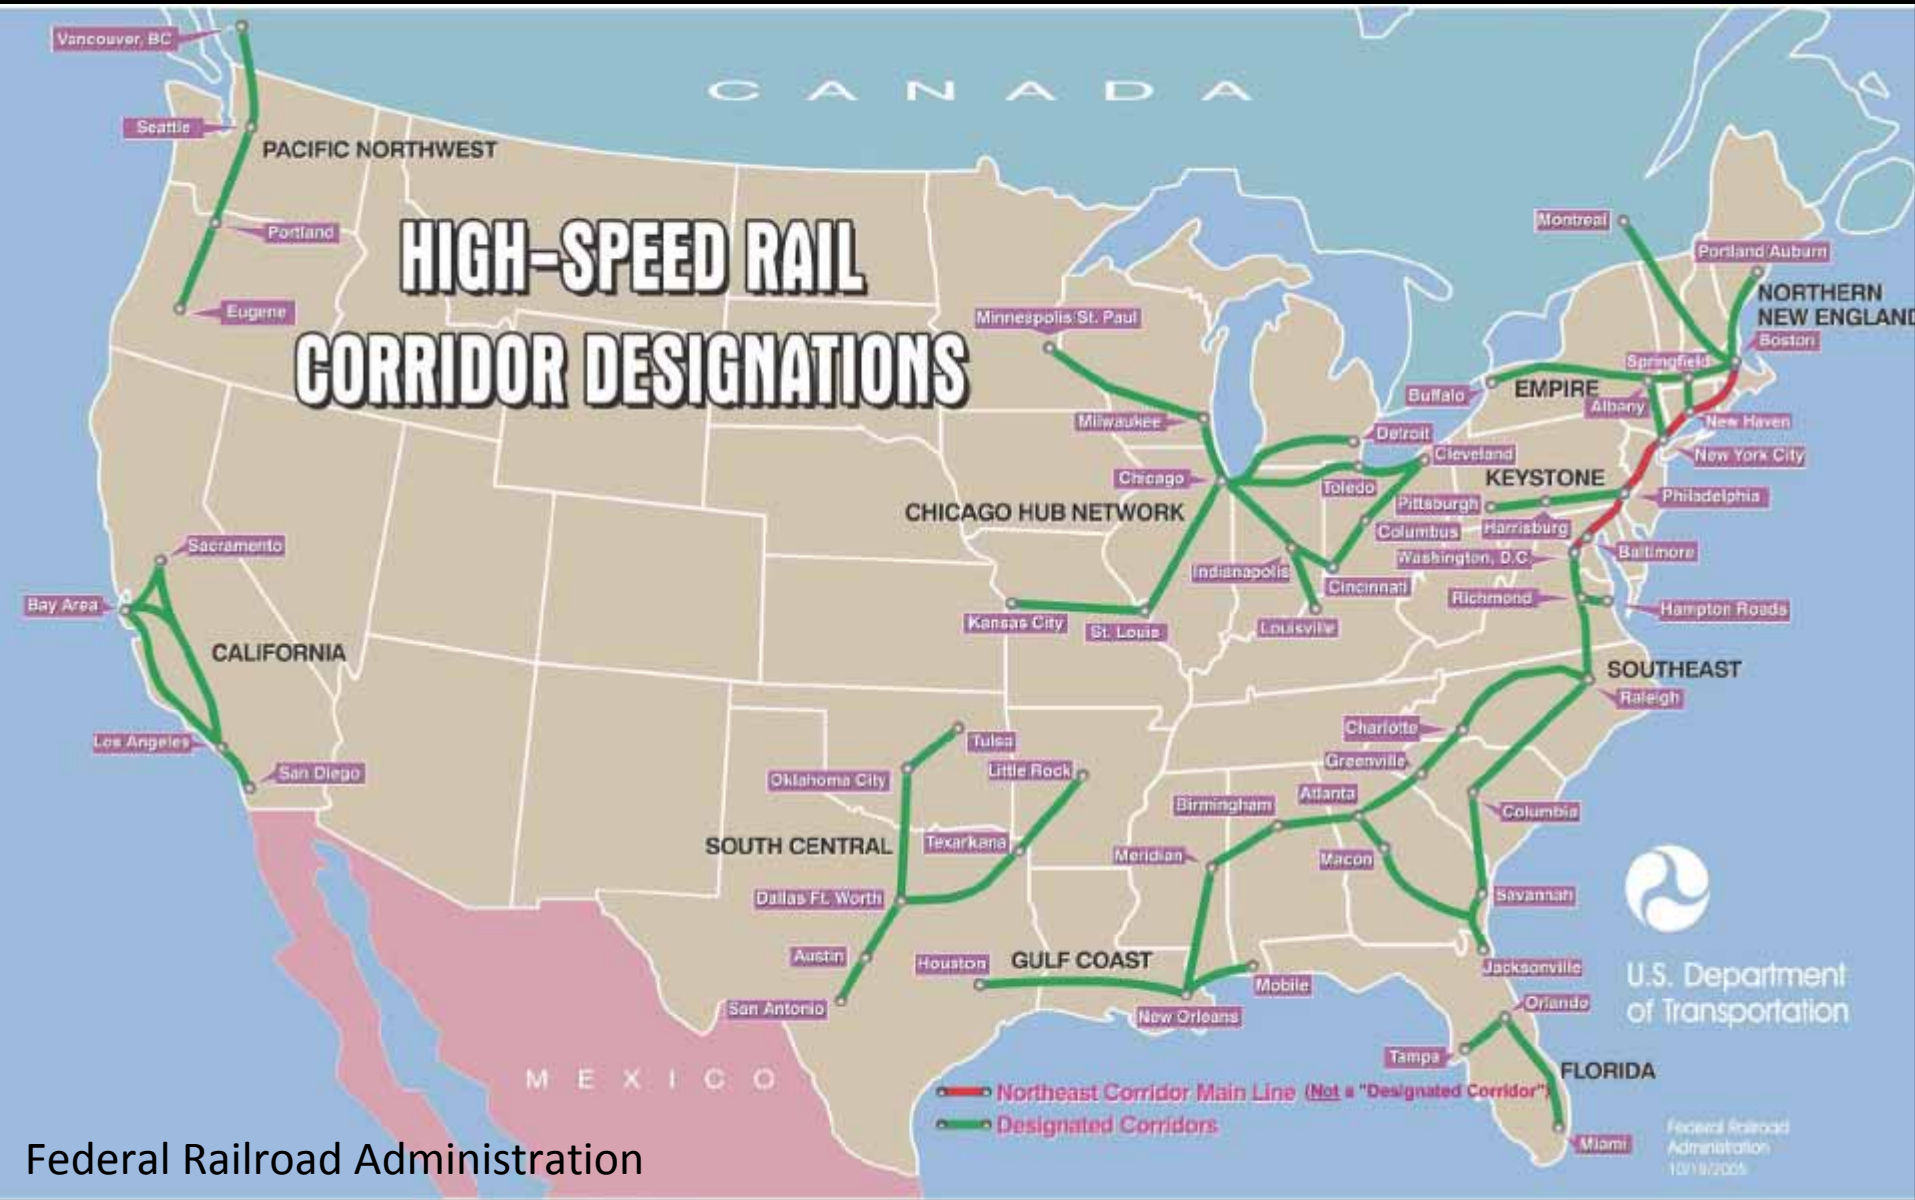 Vancouver, BC
CANADA
Seattle
PACIFIC NORTHWEST
Portland
Eugene
HIGH-SPEED RAIL
CORRIDOR DESIGNATIONS
Montreal
Portland Auburn
NORTHERN
NEW ENGLAND
Boston
Minneapolis St. Paul
Springfield
Buffalo
EMPIRE
Albany
New Haven
Milwaukee
Detroit
Cleveland
New York City
Chicago
Toledo
KEYSTONE
Pittsburgh
Philadelphia
CHICAGO HUB NETWORK
Harrisburg
Columbus
Washington, D.C.
Baltimore
Sacramento
Indianapolis
Cincinnati
Richmond
Hampton Roads
Bay Area
Kansas City
St. Louis
Louisville
CALIFORNIA
SOUTHEAST
Raleigh
Los Angeles
San Diego
Tulsa
Oklahoma City
Little Rock
Charlotte
Greenville
Birmingham
Atlanta
Columbia
SOUTH CENTRAL
Texarkana
Meridian
Macon
Dallas Ft. Worth
Savannah
Austin
Houston
GULF COAST
Jacksonville
San Antonio
New Orleans
Mobile
Orlando
U.S. Department
of Transportation
Tampa
FLORIDA
Miami
MEXICO
Northeast Corridor Main Line (Not a "Designated Corridor")
Designated Corridors
Federal Railroad
Administration
10/19/2005
Federal Railroad Administration